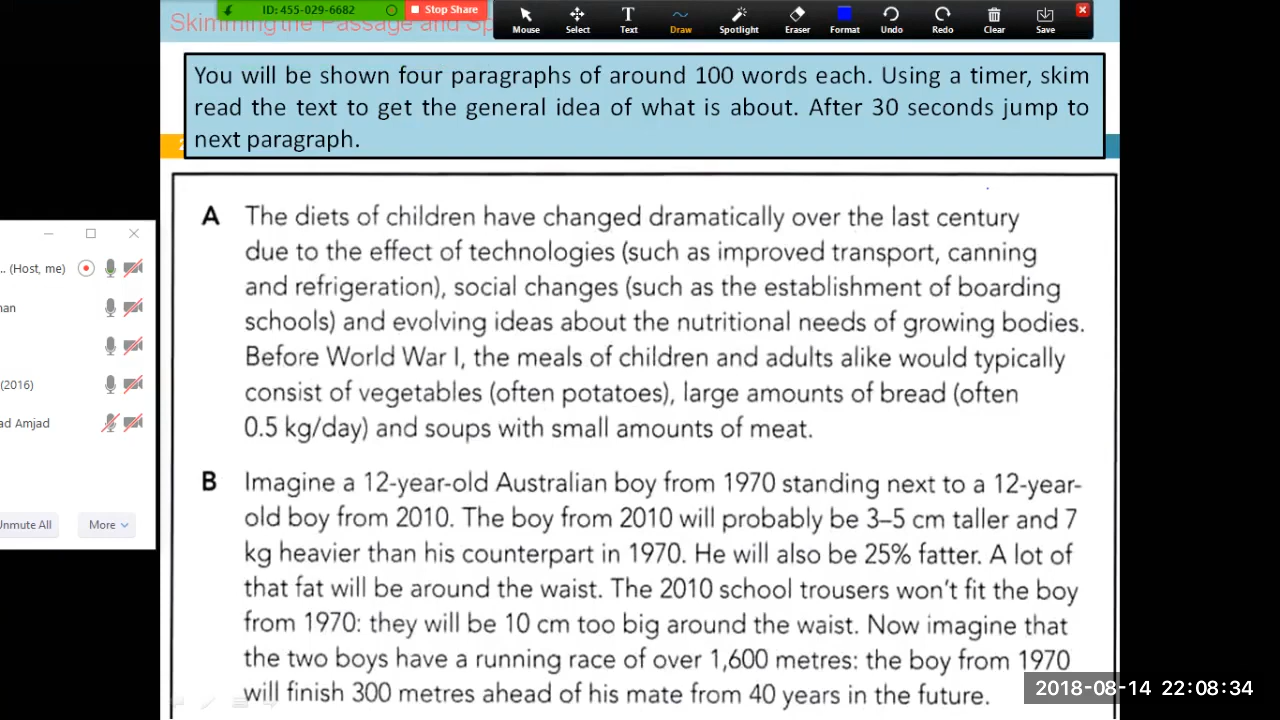 Skimming the Passage and Sp
ID: 455-029-6682
Stop Share
Mouse
Select
Text
Draw
Spotlight
Eraser
Format
Undo
Redo
Clear
Save
You will be shown four paragraphs of around 100 words each. Using a timer, skim
read the text to get the general idea of what is about. After 30 seconds jump to
next paragraph.
A The diets of children have changed dramatically over the last century
due to the effect of technologies (such as improved transport, canning
and refrigeration), social changes (such as the establishment of boarding
schools) and evolving ideas about the nutritional needs of growing bodies.
Before World War I, the meals of children and adults alike would typically
consist of vegetables (often potatoes), large amounts of bread (often
0.5 kg/day) and soups with small amounts of meat.
B Imagine a 12-year-old Australian boy from 1970 standing next to a 12-year-
old boy from 2010. The boy from 2010 will probably be 3–5 cm taller and 7
kg heavier than his counterpart in 1970. He will also be 25% fatter. A lot of
that fat will be around the waist. The 2010 school trousers won't fit the boy
from 1970: they will be 10 cm too big around the waist. Now imagine that
the two boys have a running race of over 1,600 metres: the boy from 1970
will finish 300 metres ahead of his mate from 40 years in the future.
... (Host, me)
nan
(2016)
ad Amjad
Unmute All
More
2018-08-14 22:08:34